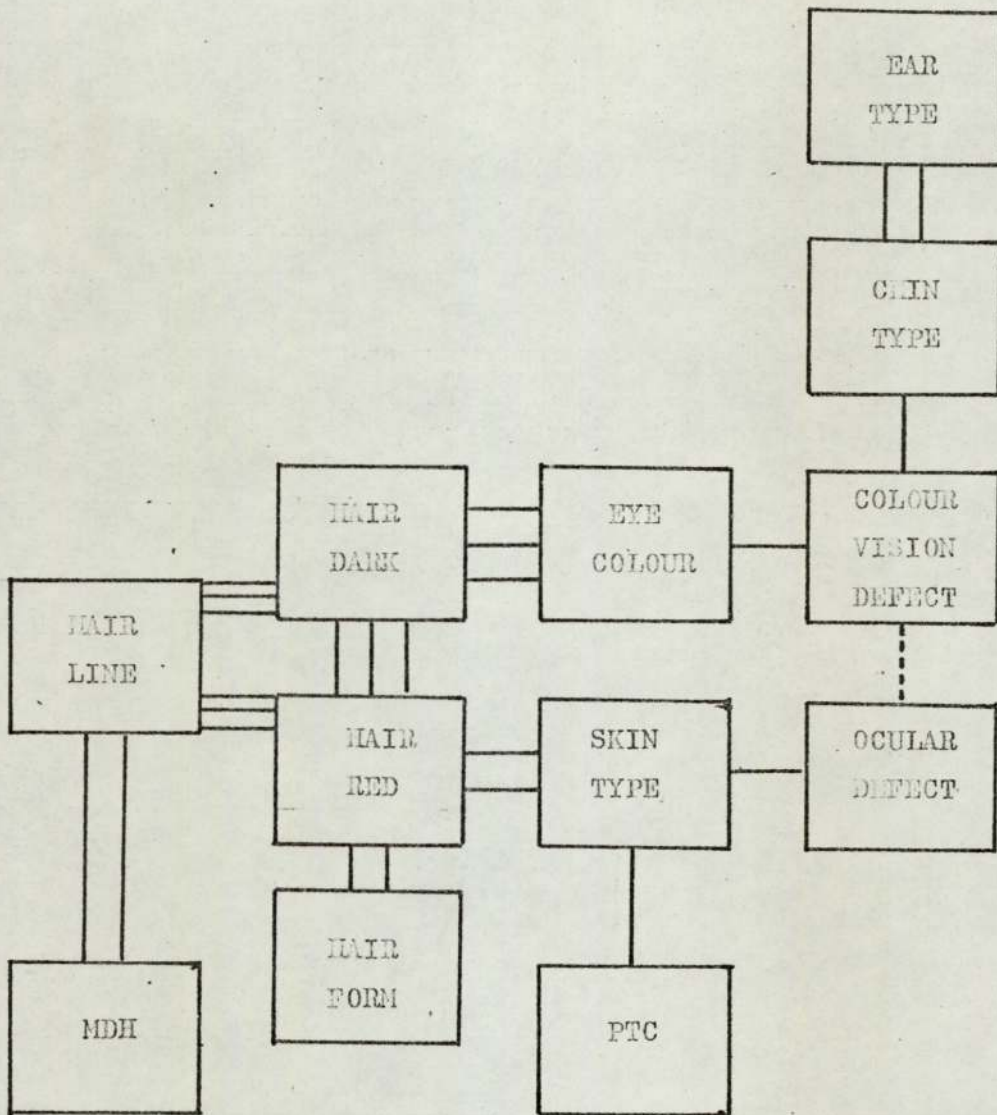 EAR
TYPE
CHIN
TYPE
HAIR
DARK
EYE
COLOUR
COLOUR
VISION
DEFECT
HAIR
LINE
HAIR
RED
SKIN
TYPE
OCULAR
DEFECT
HAIR
FORM
MDH
PTC